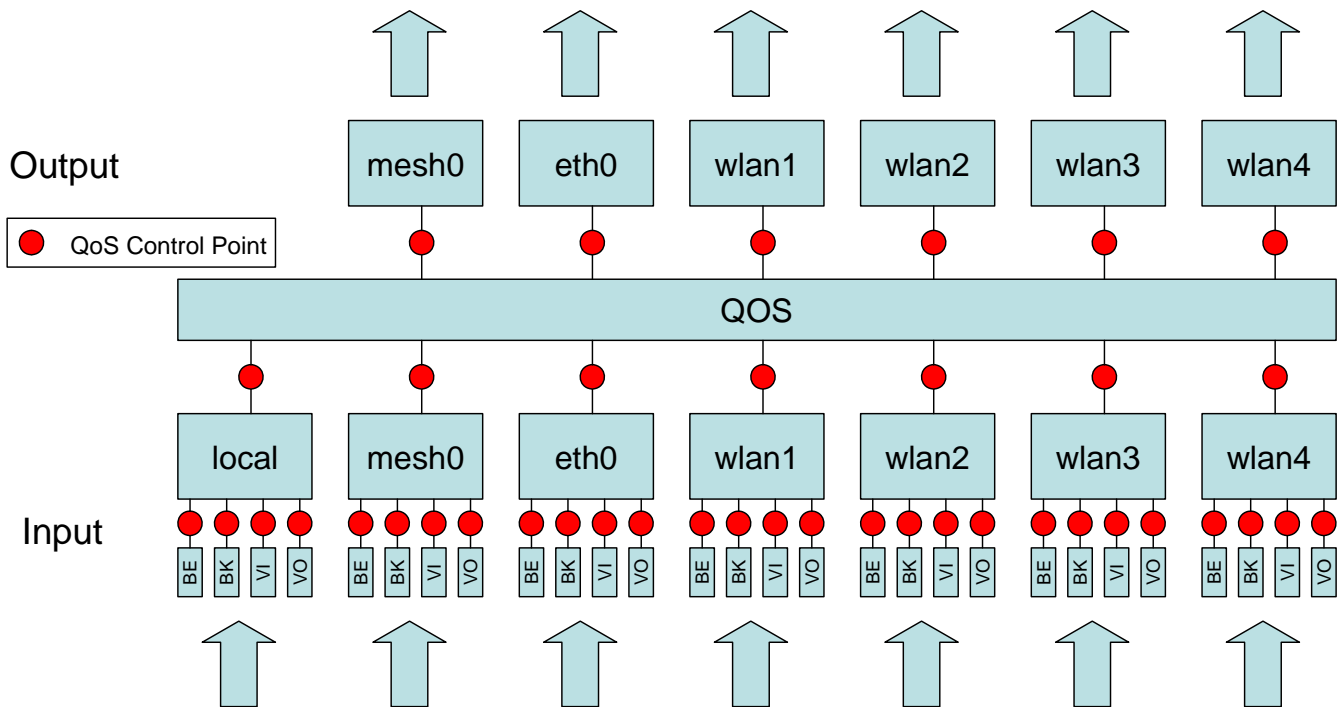 Output
mesh0 eth0 wlan1 wlan2 wlan3 wlan4
QoS Control Point
QOS
local mesh0 eth0 wlan1 wlan2 wlan3 wlan4
Input
BE BK VI VO BE BK VI VO BE BK VI VO BE BK VI VO BE BK VI VO BE BK VI VO BE BK VI VO